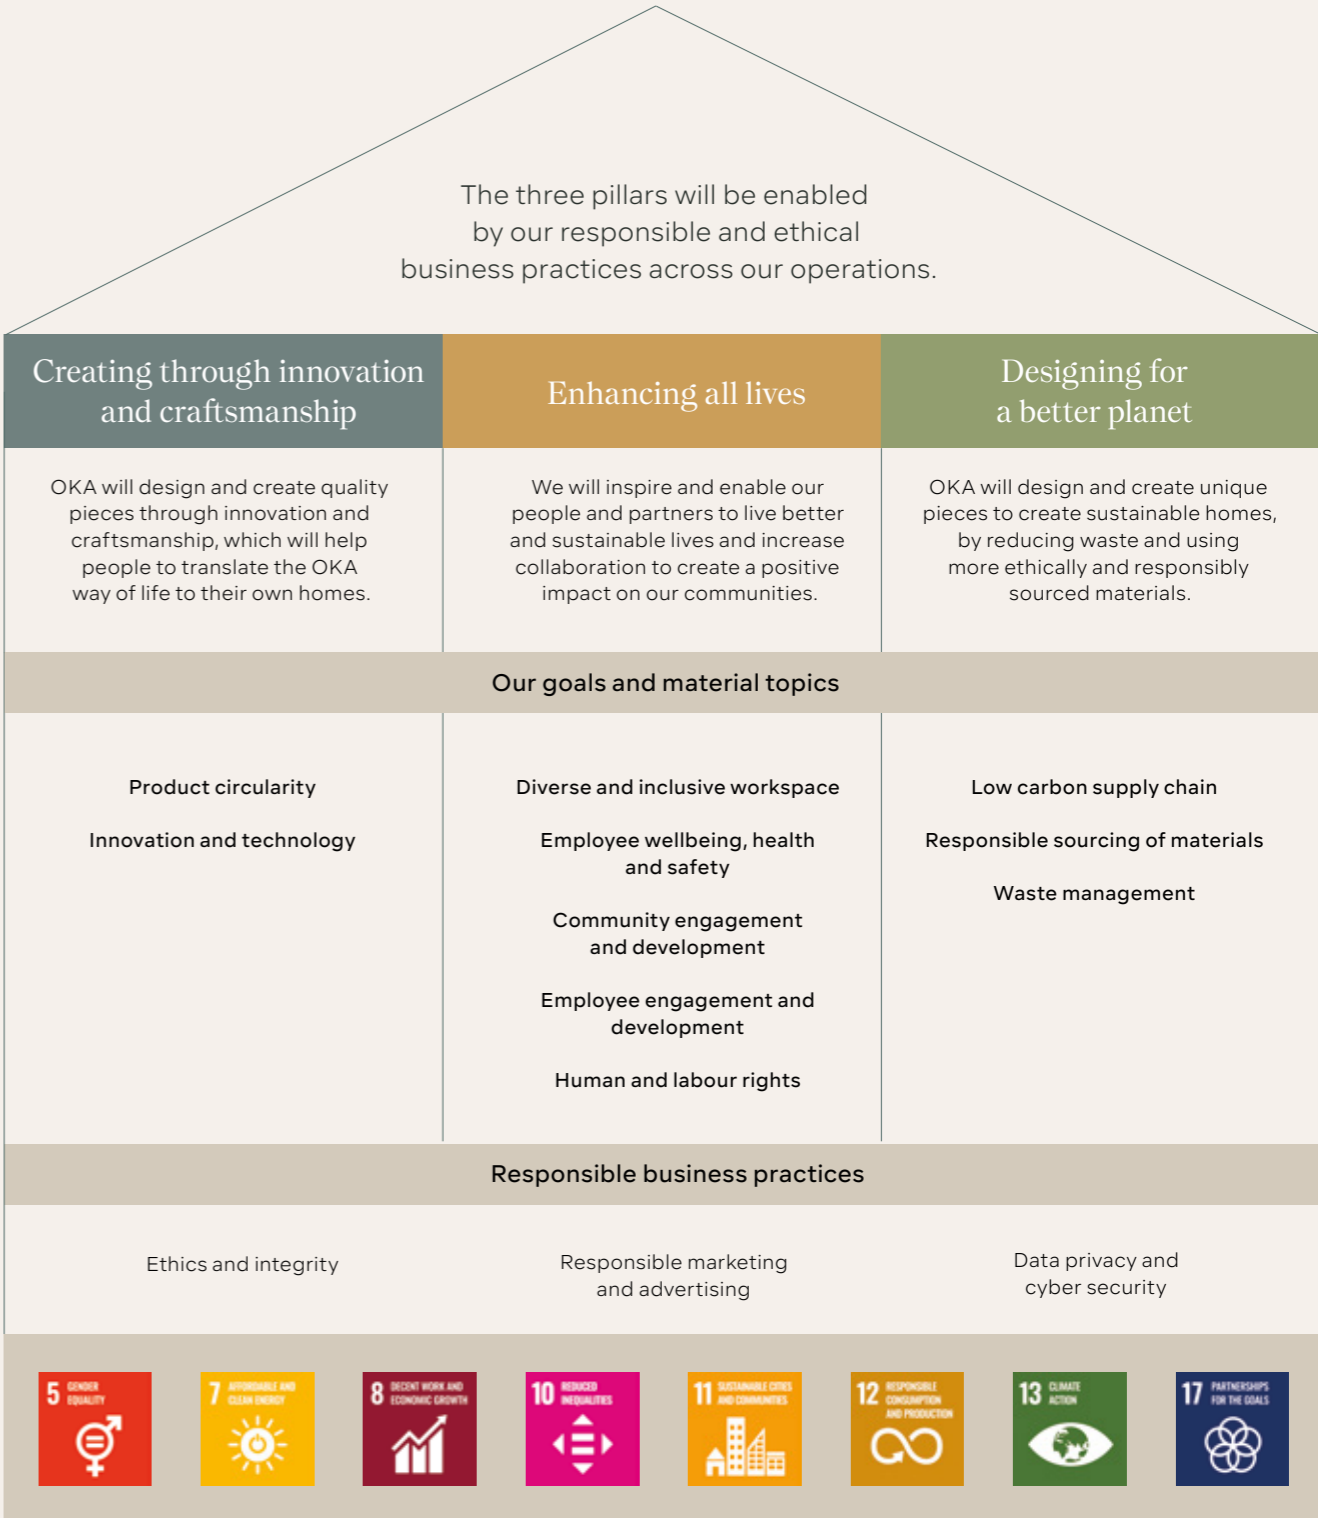 The three pillars will be enabled
by our responsible and ethical
business practices across our operations.
Creating through innovation
and craftsmanship
Enhancing all lives
Designing for
a better planet
OKA will design and create quality
pieces through innovation and
craftsmanship, which will help
people to translate the OKA
way of life to their own homes.
We will inspire and enable our
people and partners to live better
and sustainable lives and increase
collaboration to create a positive
impact on our communities.
OKA will design and create unique
pieces to create sustainable homes,
by reducing waste and using
more ethically and responsibly
sourced materials.
Our goals and material topics
Product circularity
Innovation and technology
Diverse and inclusive workspace
Employee wellbeing, health
and safety
Community engagement
and development
Employee engagement and
development
Human and labour rights
Low carbon supply chain
Responsible sourcing of materials
Waste management
Responsible business practices
Ethics and integrity
Responsible marketing
and advertising
Data privacy and
cyber security
5 GENDER
EQUALITY
7 AFFORDABLE AND
CLEAN ENERGY
8 DECENT WORK AND
ECONOMIC GROWTH
10 REDUCED
INEQUALITIES
11 SUSTAINABLE CITIES
AND COMMUNITIES
12 RESPONSIBLE
CONSUMPTION
AND PRODUCTION
13 CLIMATE
ACTION
17 PARTNERSHIPS
FOR THE GOALS